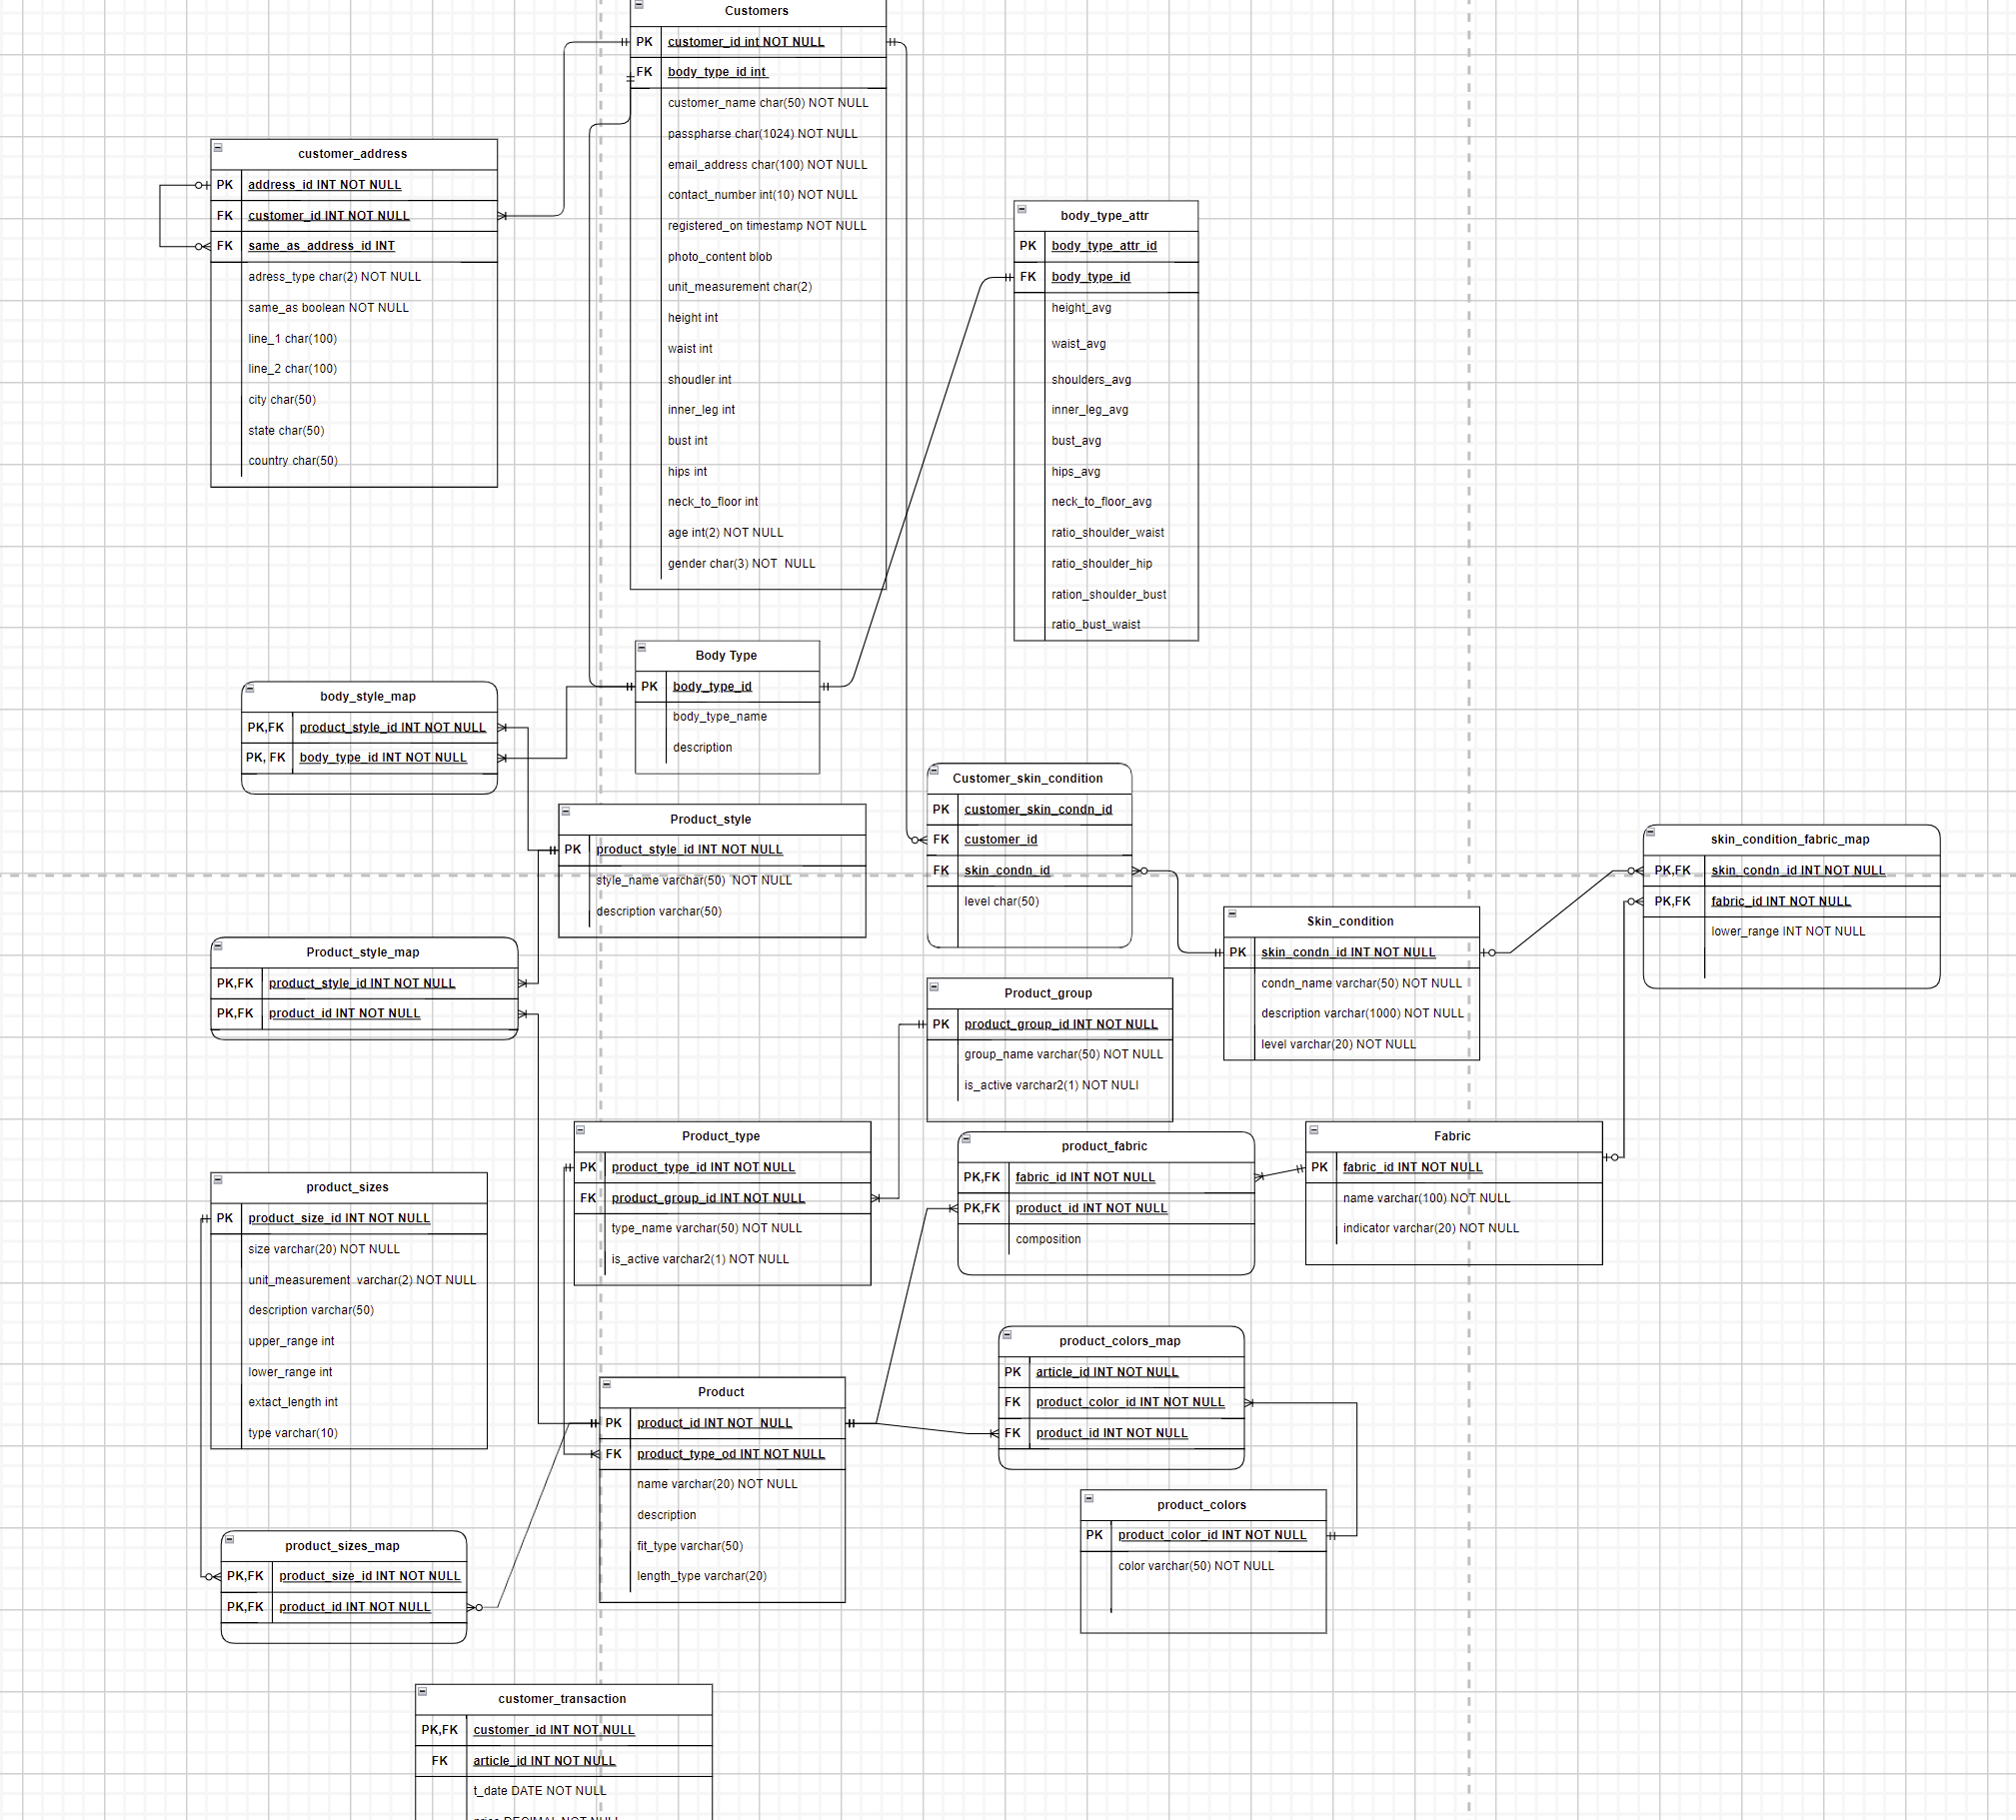 Customers
PK customer_id int NOT NULL
FK body_type_id int
customer_name char(50) NOT NULL
passpharse char(1024) NOT NULL
email_address char(100) NOT NULL
contact_number int(10) NOT NULL
registered_on timestamp NOT NULL
photo_content blob
unit_measurement char(2)
height int
waist int
shoudler int
inner_leg int
bust int
hips int
neck_to_floor int
age int(2) NOT NULL
gender char(3) NOT  NULL
customer_address
PK address_id INT NOT NULL
FK customer_id INT NOT NULL
FK same_as_address_id INT
adress_type char(2) NOT NULL
same_as boolean NOT NULL
line_1 char(100)
line_2 char(100)
city char(50)
state char(50)
country char(50)
body_type_attr
PK body_type_attr_id
FK body_type_id
height_avg
waist_avg
shoulders_avg
inner_leg_avg
bust_avg
hips_avg
neck_to_floor_avg
ratio_shoulder_waist
ratio_shoulder_hip
ration_shoulder_bust
ratio_bust_waist
Body Type
PK body_type_id
body_type_name
description
body_style_map
PK,FK product_style_id INT NOT NULL
PK, FK body_type_id INT NOT NULL
Product_style
PK product_style_id INT NOT NULL
style_name varchar(50)  NOT NULL
description varchar(50)
Customer_skin_condition
PK customer_skin_condn_id
FK customer_id
FK skin_condn_id
level char(50)
skin_condition_fabric_map
PK,FK skin_condn_id INT NOT NULL
PK,FK fabric_id INT NOT NULL
lower_range INT NOT NULL
Skin_condition
PK skin_condn_id INT NOT NULL
condn_name varchar(50) NOT NULL
description varchar(1000) NOT NULL
level varchar(20) NOT NULL
Product_style_map
PK,FK product_style_id INT NOT NULL
PK,FK product_id INT NOT NULL
Product_group
PK product_group_id INT NOT NULL
group_name varchar(50) NOT NULL
is_active varchar2(1) NOT NULl
Product_type
PK product_type_id INT NOT NULL
FK product_group_id INT NOT NULL
type_name varchar(50) NOT NULL
is_active varchar2(1) NOT NULL
product_fabric
PK,FK fabric_id INT NOT NULL
PK,FK product_id INT NOT NULL
composition
Fabric
PK fabric_id INT NOT NULL
name varchar(100) NOT NULL
indicator varchar(20) NOT NULL
product_sizes
PK product_size_id INT NOT NULL
size varchar(20) NOT NULL
unit_measurement  varchar(2) NOT NULL
description varchar(50)
upper_range int
lower_range int
extact_length int
type varchar(10)
product_colors_map
PK article_id INT NOT NULL
FK product_color_id INT NOT NULL
FK product_id INT NOT NULL
Product
PK product_id INT NOT  NULL
FK product_type_od INT NOT NULL
name varchar(20) NOT NULL
description
fit_type varchar(50)
length_type varchar(20)
product_colors
PK product_color_id INT NOT NULL
color varchar(50) NOT NULL
product_sizes_map
PK,FK product_size_id INT NOT NULL
PK,FK product_id INT NOT NULL
customer_transaction
PK,FK customer_id INT NOT NULL
FK article_id INT NOT NULL
t_date DATE NOT NULL
price DECIMAL NOT NULL